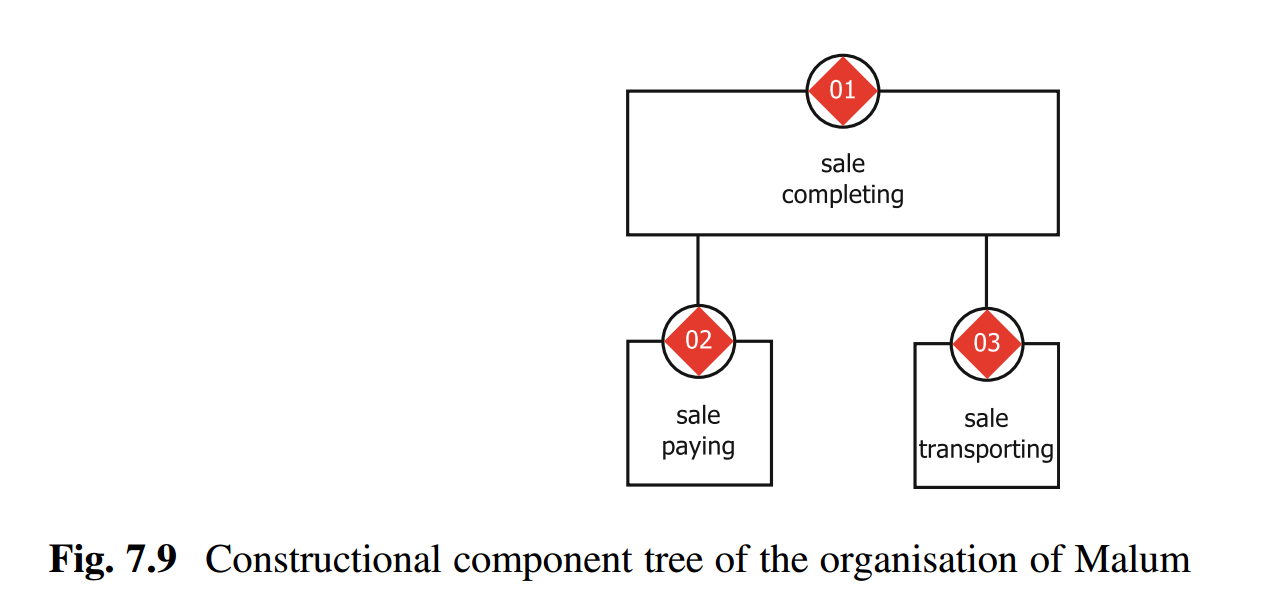 01
sale
completing
02
sale
paying
03
sale
transporting
Fig. 7.9 Constructional component tree of the organisation of Malum